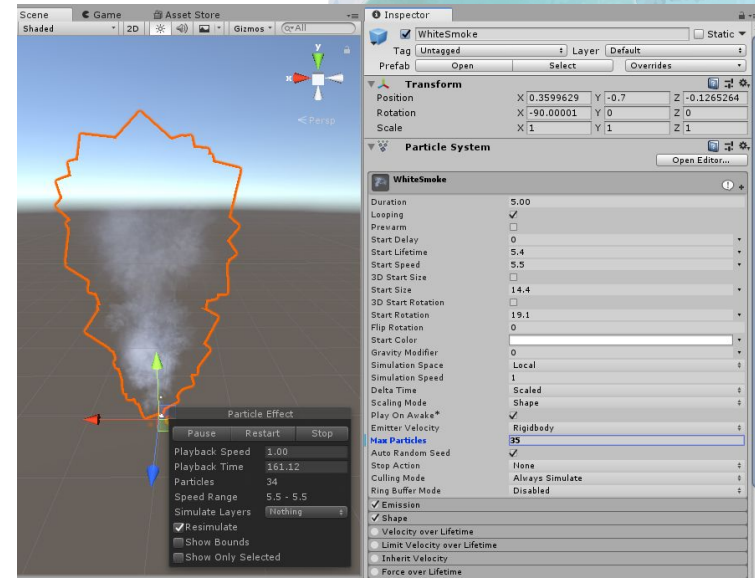 Scene Game Asset Store
Shaded 2D Gizmos All
y
x
Persp
Particle Effect
Pause Restart Stop
Playback Speed 1.00
Playback Time 161.12
Particles 34
Speed Range 5.5 - 5.5
Simulate Layers Nothing
Resimulate
Show Bounds
Show Only Selected
Inspector
WhiteSmoke Static
Tag Untagged Layer Default
Prefab Open Select Overrides
Transform
Position X 0.3599629 Y -0.7 Z -0.1265264
Rotation X -90.00001 Y 0 Z 0
Scale X 1 Y 1 Z 1
Particle System
Open Editor...
WhiteSmoke
Duration 5.00
Looping
Prewarm
Start Delay 0
Start Lifetime 5.4
Start Speed 5.5
3D Start Size
Start Size 14.4
3D Start Rotation
Start Rotation 19.1
Flip Rotation 0
Start Color
Gravity Modifier 0
Simulation Space Local
Simulation Speed 1
Delta Time Scaled
Scaling Mode Shape
Play On Awake*
Emitter Velocity Rigidbody
Max Particles 35
Auto Random Seed
Stop Action None
Culling Mode Always Simulate
Ring Buffer Mode Disabled
Emission
Shape
Velocity over Lifetime
Limit Velocity over Lifetime
Inherit Velocity
Force over Lifetime